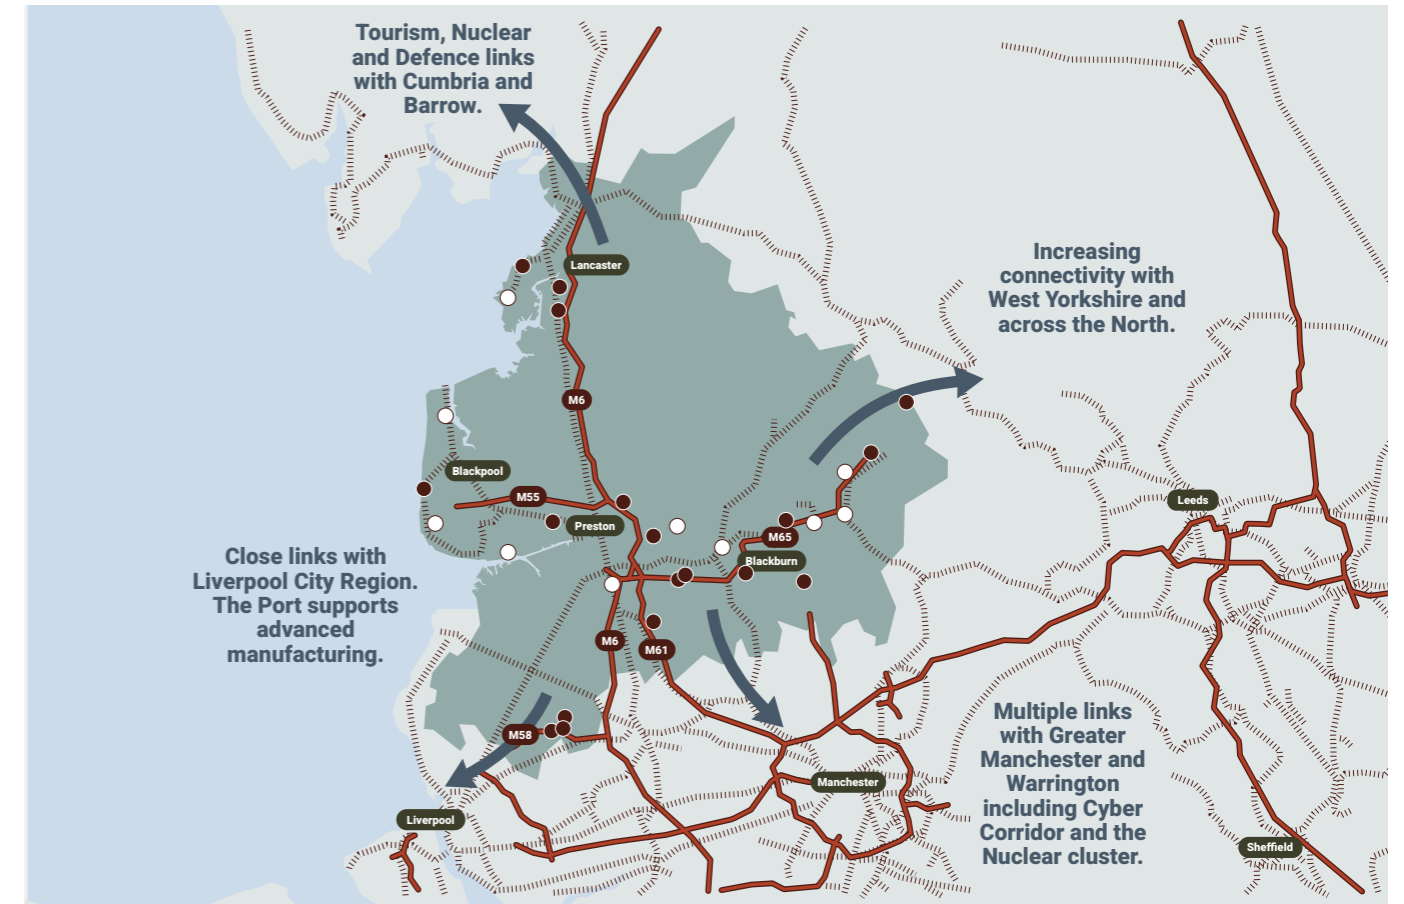 Tourism, Nuclear
and Defence links
with Cumbria and
Barrow.
Lancaster
Increasing
connectivity with
West Yorkshire and
across the North.
M6
Blackpool
M55
Preston
Leeds
M65
Blackburn
Close links with
Liverpool City Region.
The Port supports
advanced
manufacturing.
M6
M61
M58
Multiple links
with Greater
Manchester and
Warrington
including Cyber
Corridor and the
Nuclear cluster.
Manchester
Liverpool
Sheffield